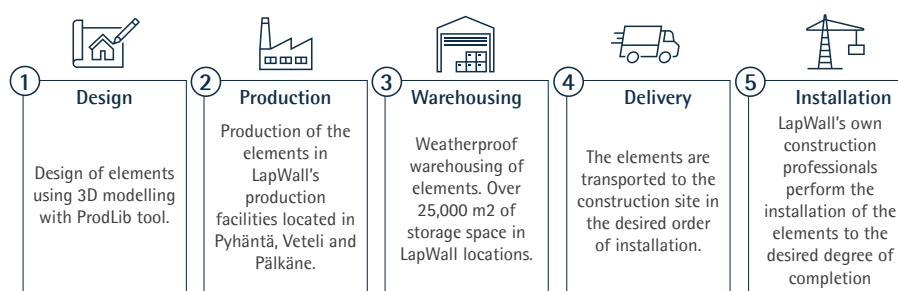 1
Design
Design of elements
using 3D modelling
with ProdLib tool.
2
Production
Production of the
elements in
LapWall's
production
facilities located in
Pyhäntä, Veteli and
Pälkäne.
3
Warehousing
Weatherproof
warehousing of
elements. Over
25,000 m2 of
storage space in
LapWall locations.
4
Delivery
The elements are
transported to the
construction site in
the desired order
of installation.
5
Installation
LapWall's own
construction
professionals
perform the
installation of the
elements to the
desired degree of
completion